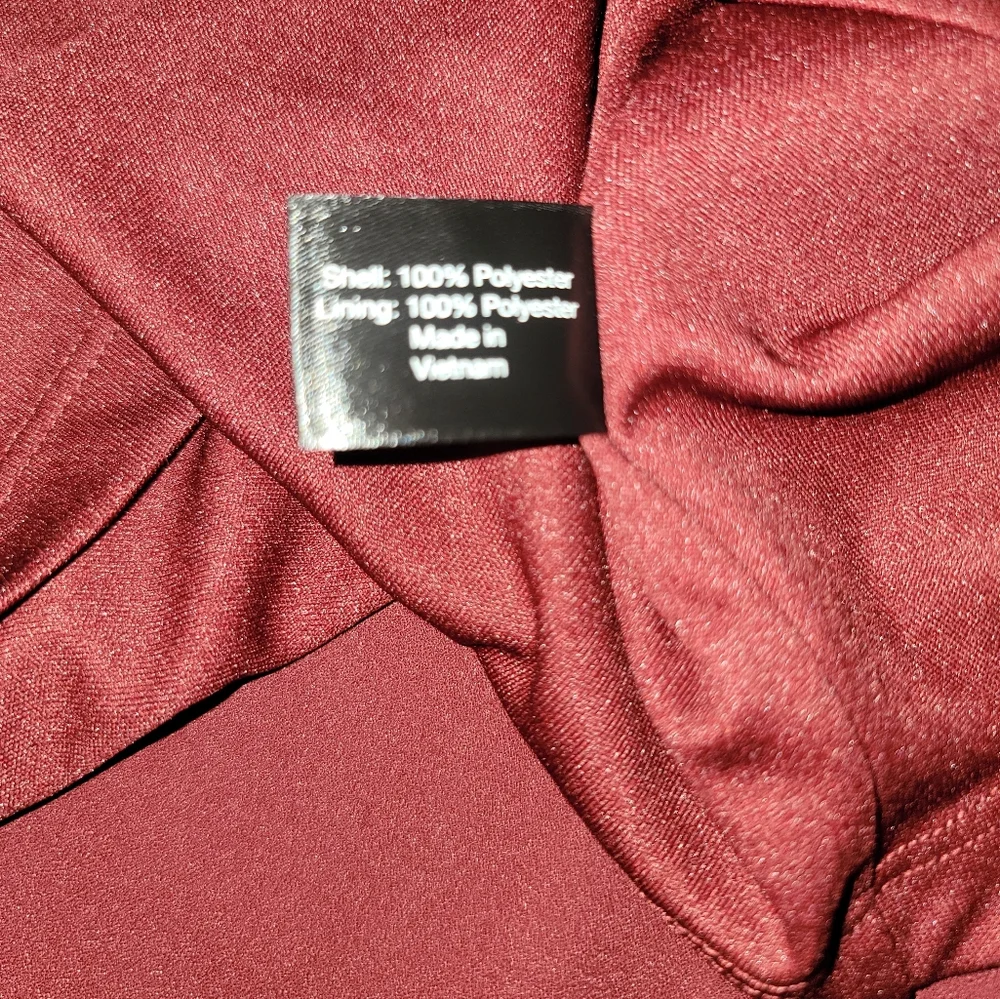 Shell: 100% Polyester
Lining: 100% Polyester
Made in
Vietnam